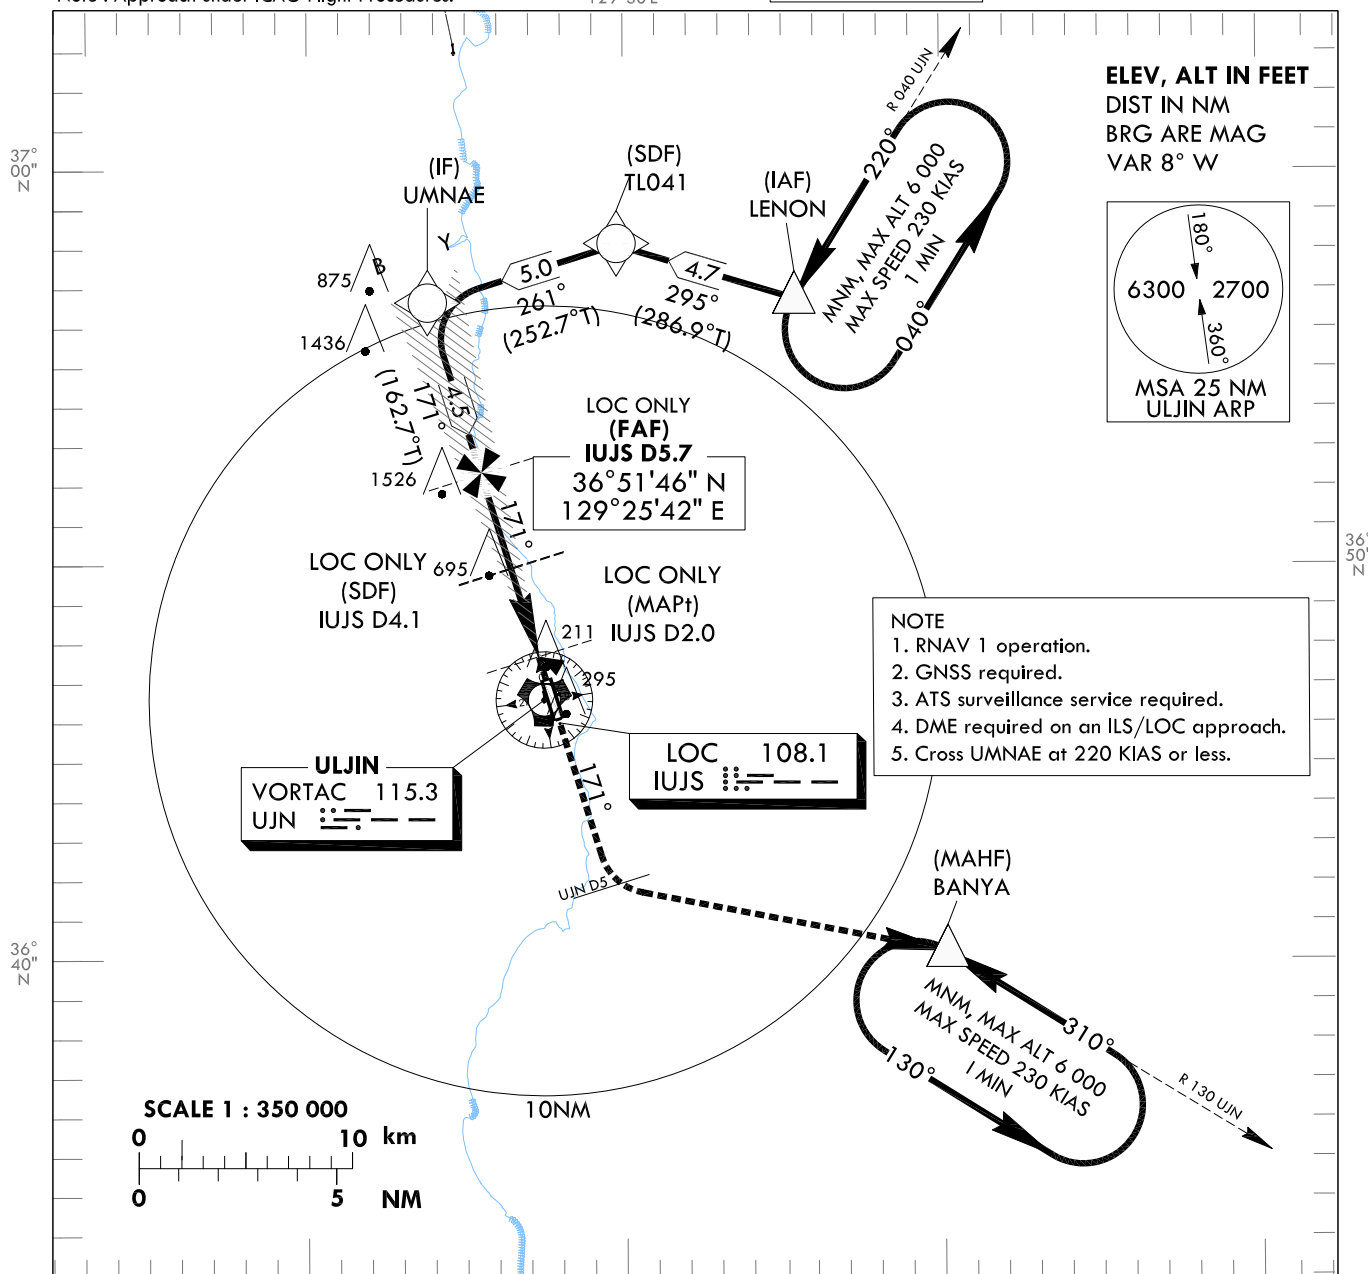 129°30'E
ELEV, ALT IN FEET
DIST IN NM
BRG ARE MAG
VAR 8° W
180°
6300 2700
360°
MSA 25 NM
ULJIN ARP
37°
00"
N
(IF)
UMNAE
(SDF)
TL041
(IAF)
LENON
R 040 UJN
220°
MNM, MAX ALT 6 000
MAX SPEED 230 KIAS
1 MIN
040°
Y
B
875
1436
5.0
261°
(252.7°T)
4.7
295°
(286.9°T)
4.5
171°
(162.7°T)
1526
LOC ONLY
(FAF)
IUJS D5.7
36°51'46" N
129°25'42" E
171°
36°
50"
N
LOC ONLY
(SDF)
IUJS D4.1
695
LOC ONLY
(MAPt)
IUJS D2.0
211
295
NOTE
1. RNAV 1 operation.
2. GNSS required.
3. ATS surveillance service required.
4. DME required on an ILS/LOC approach.
5. Cross UMNAE at 220 KIAS or less.
ULJIN
VORTAC 115.3
UJN
LOC 108.1
IUJS
171°
UJN D5
(MAHF)
BANYA
36°
40"
N
MNM, MAX ALT 6 000
MAX SPEED 230 KIAS
1 MIN
310°
130°
R 130 UJN
10NM
SCALE 1 : 350 000
0 10 km
0 5 NM